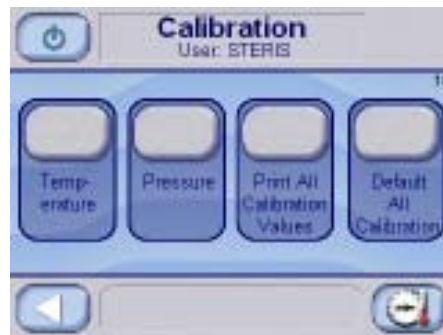 Calibration
User: STERIS
Temp-
erature
Pressure
Print All
Calibration
Values
Default
All
Calibration